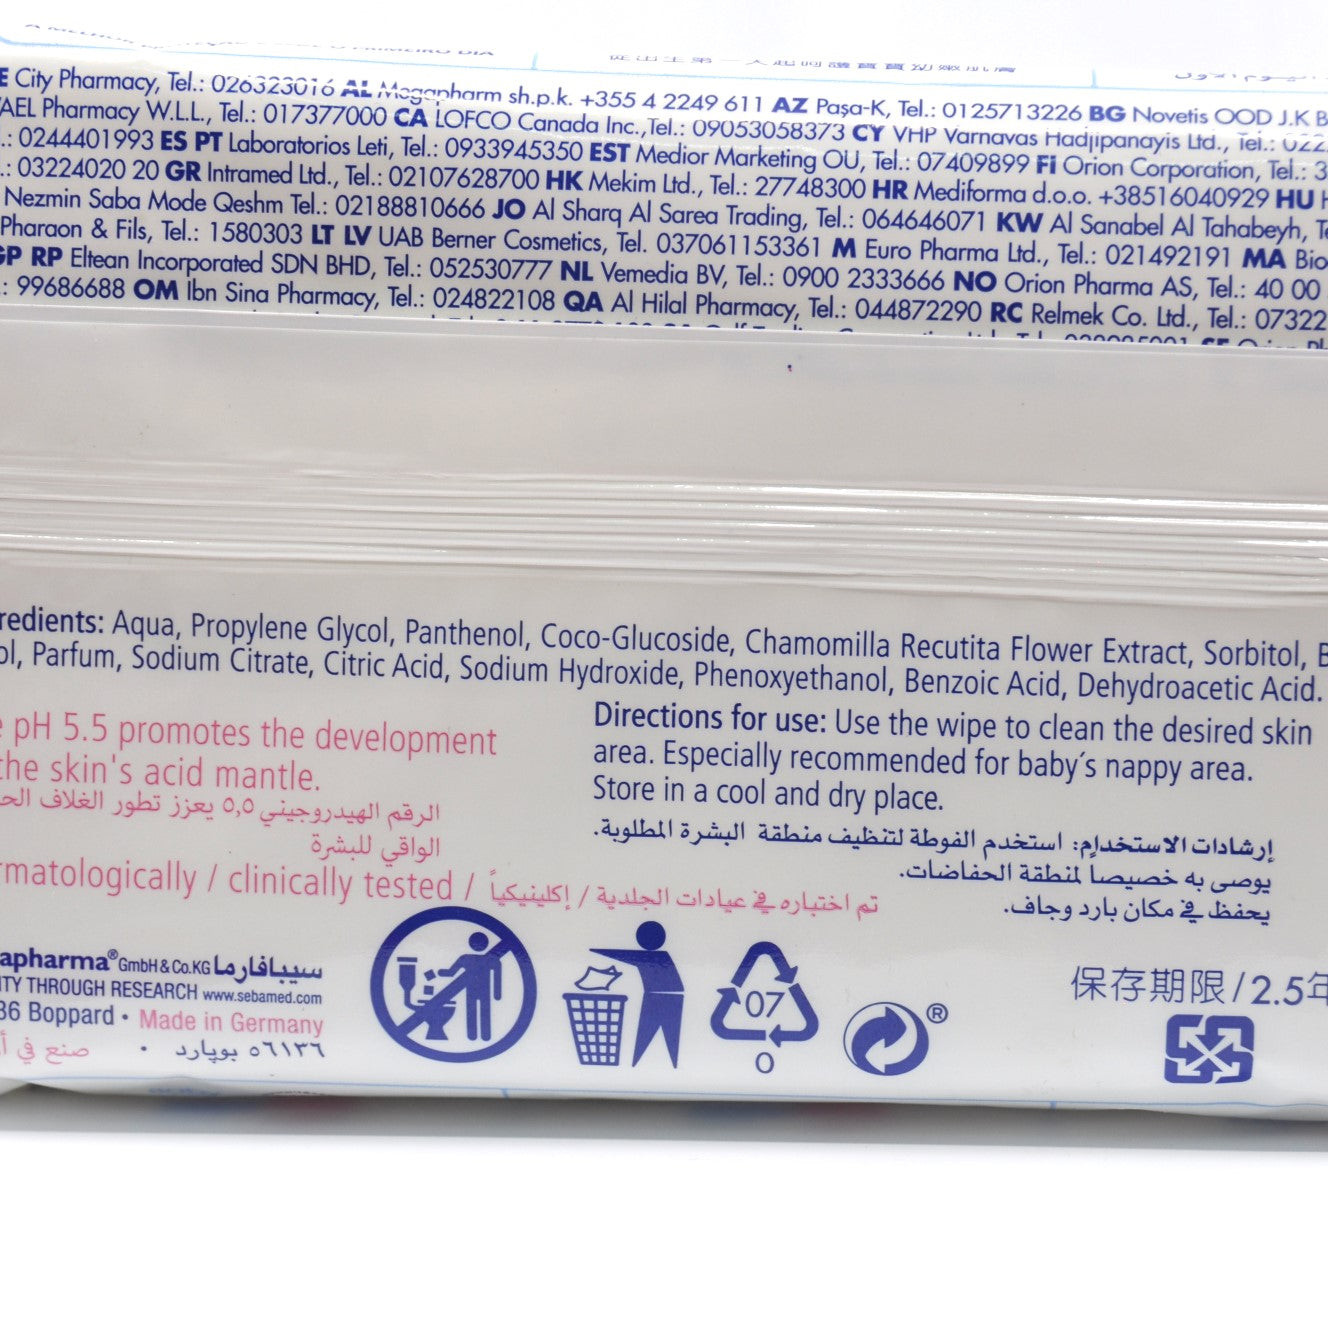 City Pharmacy, Tel.: 026323016 AL Megapharm sh.p.k. +355 4 2249 611 AZ Paşa-K, Tel.: 0125713226 BG Novetis OOD J.K
AEL Pharmacy W.L.L., Tel.: 017377000 CA LOFCO Canada Inc.,Tel.: 09053058373 CY VHP Varnavas Hadjipanayis Ltd., Tel.:
.: 0244401993 ES PT Laboratorios Leti, Tel.: 0933945350 EST Medior Marketing OU, Tel.: 07409899 Fi Orion Corporation, Tel.:
.: 03224020 20 GR Intramed Ltd., Tel.: 02107628700 HK Mekim Ltd., Tel.: 27748300 HR Mediforma d.o.o. +38516040929 HU
Nezmin Saba Mode Qeshm Tel.: 02188810666 JO Al Sharq Al Sarea Trading, Tel.: 064646071 KW Al Sanabel Al Tahabeyh,
Pharaon & Fils, Tel.: 1580303 LT LV UAB Berner Cosmetics, Tel. 037061153361 M Euro Pharma Ltd., Tel.: 021492191 MA
GP RP Eltean Incorporated SDN BHD, Tel.: 052530777 NL Vemedia BV, Tel.: 0900 2333666 NO Orion Pharma AS, Tel.: 40 00
: 99686688 OM Ibn Sina Pharmacy, Tel.: 024822108 QA Al Hilal Pharmacy, Tel.: 044872290 RC Relmek Co. Ltd., Tel.: 07322
redients: Aqua, Propylene Glycol, Panthenol, Coco-Glucoside, Chamomilla Recutita Flower Extract, Sorbitol,
ol, Parfum, Sodium Citrate, Citric Acid, Sodium Hydroxide, Phenoxyethanol, Benzoic Acid, Dehydroacetic Acid.
pH 5.5 promotes the development
the skin's acid mantle.
الرقم الهيدروجيني ٥,٥ يعزز تطور الغلاف
الواقي للبشرة
rmatologically / clinically tested / تم اختباره في عيادات الجلدية / إكلينيكياً
Directions for use: Use the wipe to clean the desired skin
area. Especially recommended for baby´s nappy area.
Store in a cool and dry place.
إرشادات الاستخدام: استخدم الفوطة لتنظيف منطقة البشرة المطلوبة.
يوصى به خصيصا لمنطقة الحفاضات.
يحفظ في مكان بارد وجاف.
apharma® GmbH & Co.KG سيبافارما
ITY THROUGH RESEARCH www.sebamed.com
36 Boppard • Made in Germany
٥٦١٣٦ بوپارد • صنع في
07
O
®
保存期限/2.5年